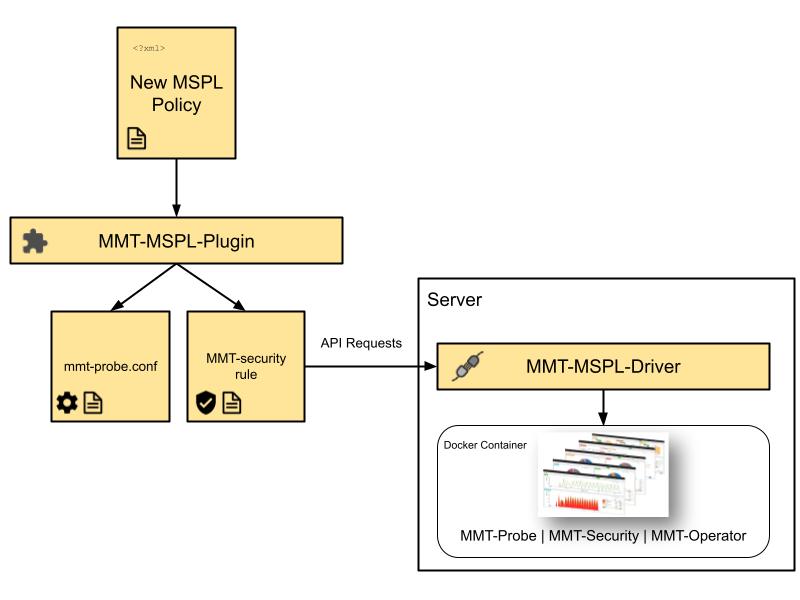 <?xml>
New MSPL
Policy
MMT-MSPL-Plugin
mmt-probe.conf
MMT-security
rule
API Requests
Server
MMT-MSPL-Driver
Docker Container
MMT-Probe | MMT-Security | MMT-Operator